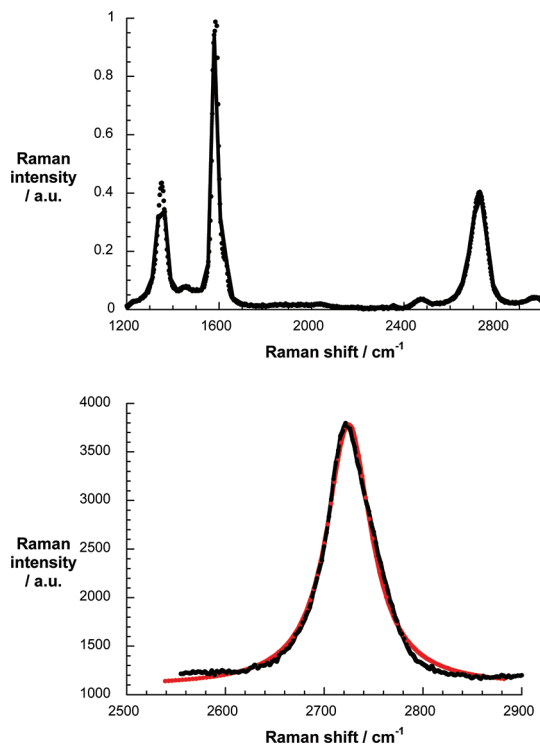 1
0.8
0.6
0.4
0.2
0
Raman
intensity
/ a.u.
1200 1600 2000 2400 2800
Raman shift / cm-1
4000
3500
3000
2500
2000
1500
1000
Raman
intensity
/ a.u.
2500 2600 2700 2800 2900
Raman shift / cm-1